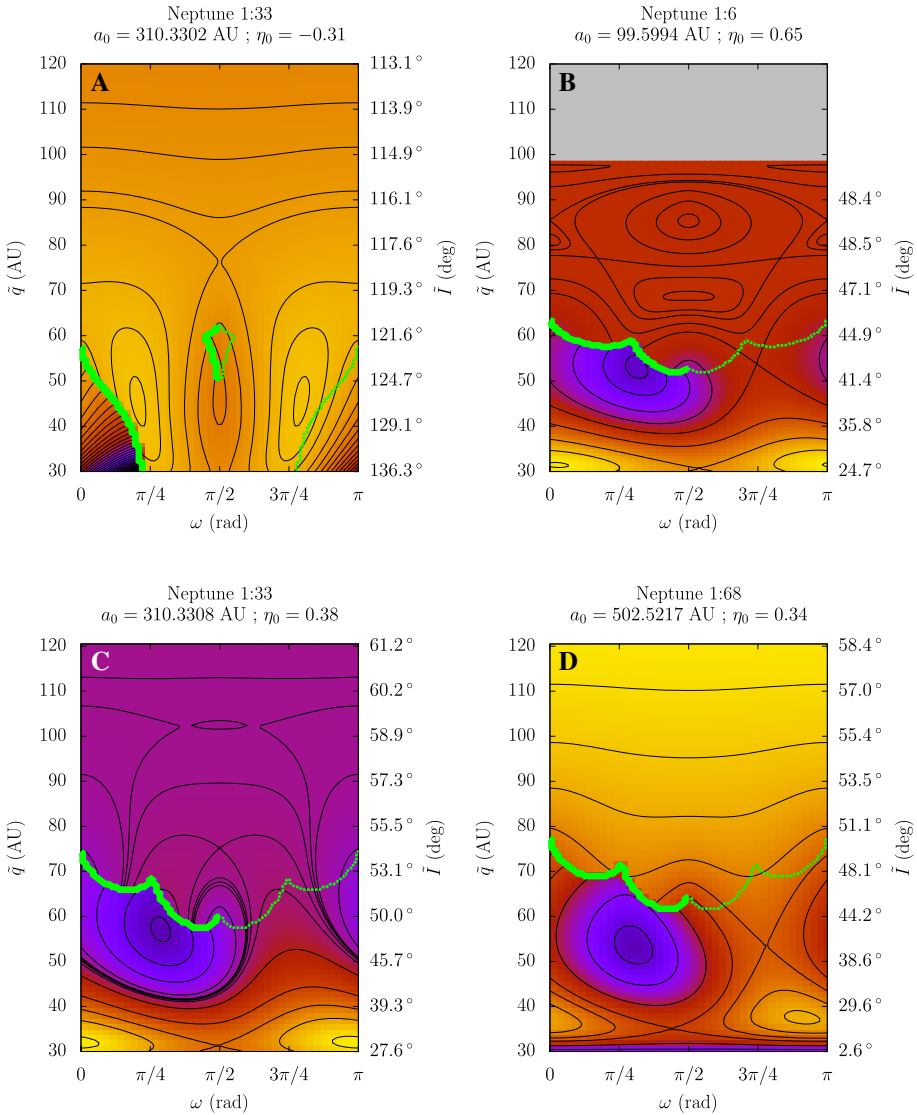 Neptune 1:33
a₀ = 310.3302 AU ; η₀ = −0.31
A
120
110
100
90
80
70
60
50
40
30
q̃ (AU)
113.1°
113.9°
114.9°
116.1°
117.6°
119.3°
121.6°
124.7°
129.1°
136.3°
Ĩ (deg)
0 π/4 π/2 3π/4 π
ω (rad)
Neptune 1:6
a₀ = 99.5994 AU ; η₀ = 0.65
B
120
110
100
90
80
70
60
50
40
30
q̃ (AU)
48.4°
48.5°
47.1°
44.9°
41.4°
35.8°
24.7°
Ĩ (deg)
0 π/4 π/2 3π/4 π
ω (rad)
Neptune 1:33
a₀ = 310.3308 AU ; η₀ = 0.38
C
120
110
100
90
80
70
60
50
40
30
q̃ (AU)
61.2°
60.2°
58.9°
57.3°
55.5°
53.1°
50.0°
45.7°
39.3°
27.6°
Ĩ (deg)
0 π/4 π/2 3π/4 π
ω (rad)
Neptune 1:68
a₀ = 502.5217 AU ; η₀ = 0.34
D
120
110
100
90
80
70
60
50
40
30
q̃ (AU)
58.4°
57.0°
55.4°
53.5°
51.1°
48.1°
44.2°
38.6°
29.6°
2.6°
Ĩ (deg)
0 π/4 π/2 3π/4 π
ω (rad)